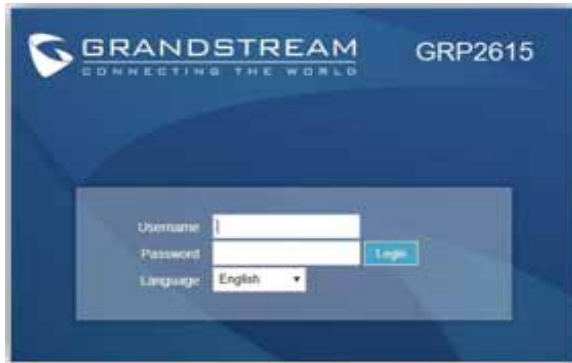 GRANDSTREAM
CONNECTING THE WORLD
GRP2615
Username
Password
Login
Language English